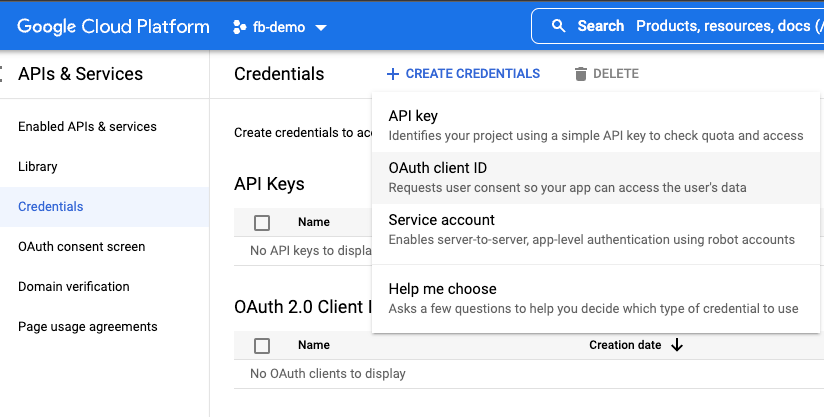 Google Cloud Platform
fb-demo
Search Products, resources, docs (/
APIs & Services
Credentials
CREATE CREDENTIALS
DELETE
Enabled APIs & services
Library
Credentials
OAuth consent screen
Domain verification
Page usage agreements
Create credentials to acc
API key
Identifies your project using a simple API key to check quota and access
OAuth client ID
Requests user consent so your app can access the user's data
Service account
Enables server-to-server, app-level authentication using robot accounts
Help me choose
Asks a few questions to help you decide which type of credential to use
API Keys
Name
No API keys to displa
OAuth 2.0 Client I
Name
Creation date
No OAuth clients to display